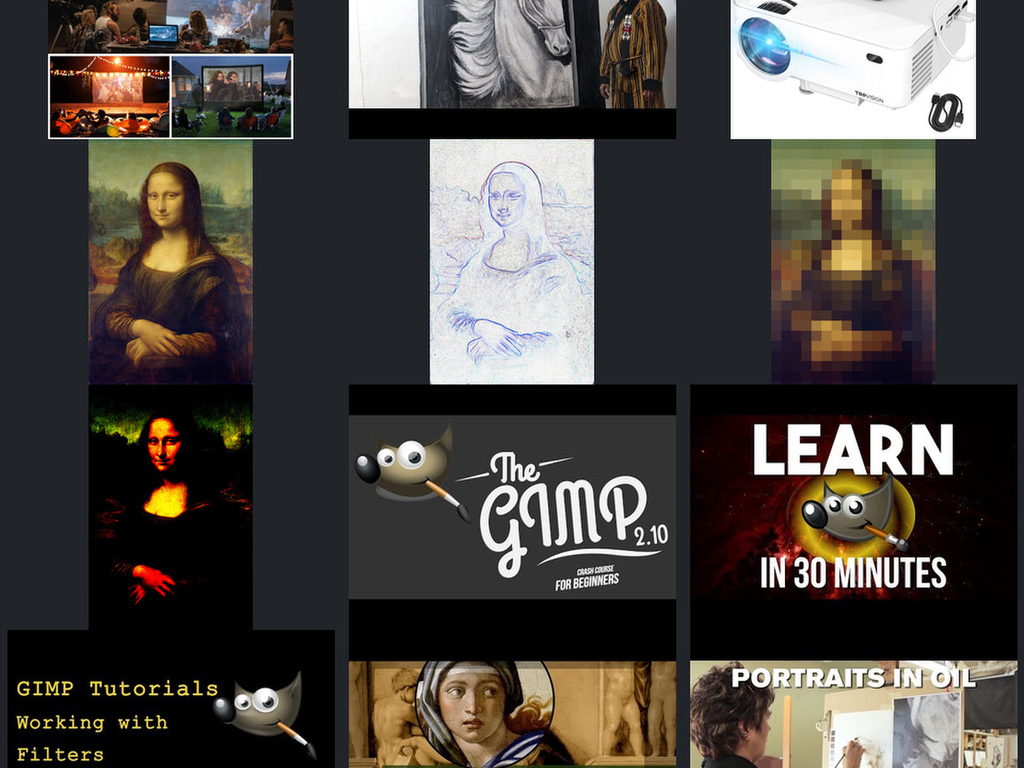 TOPVISION
The
GIMP
2.10
CRASH COURSE
FOR BEGINNERS
LEARN
IN 30 MINUTES
GIMP Tutorials
Working with
Filters
PORTRAITS IN OIL